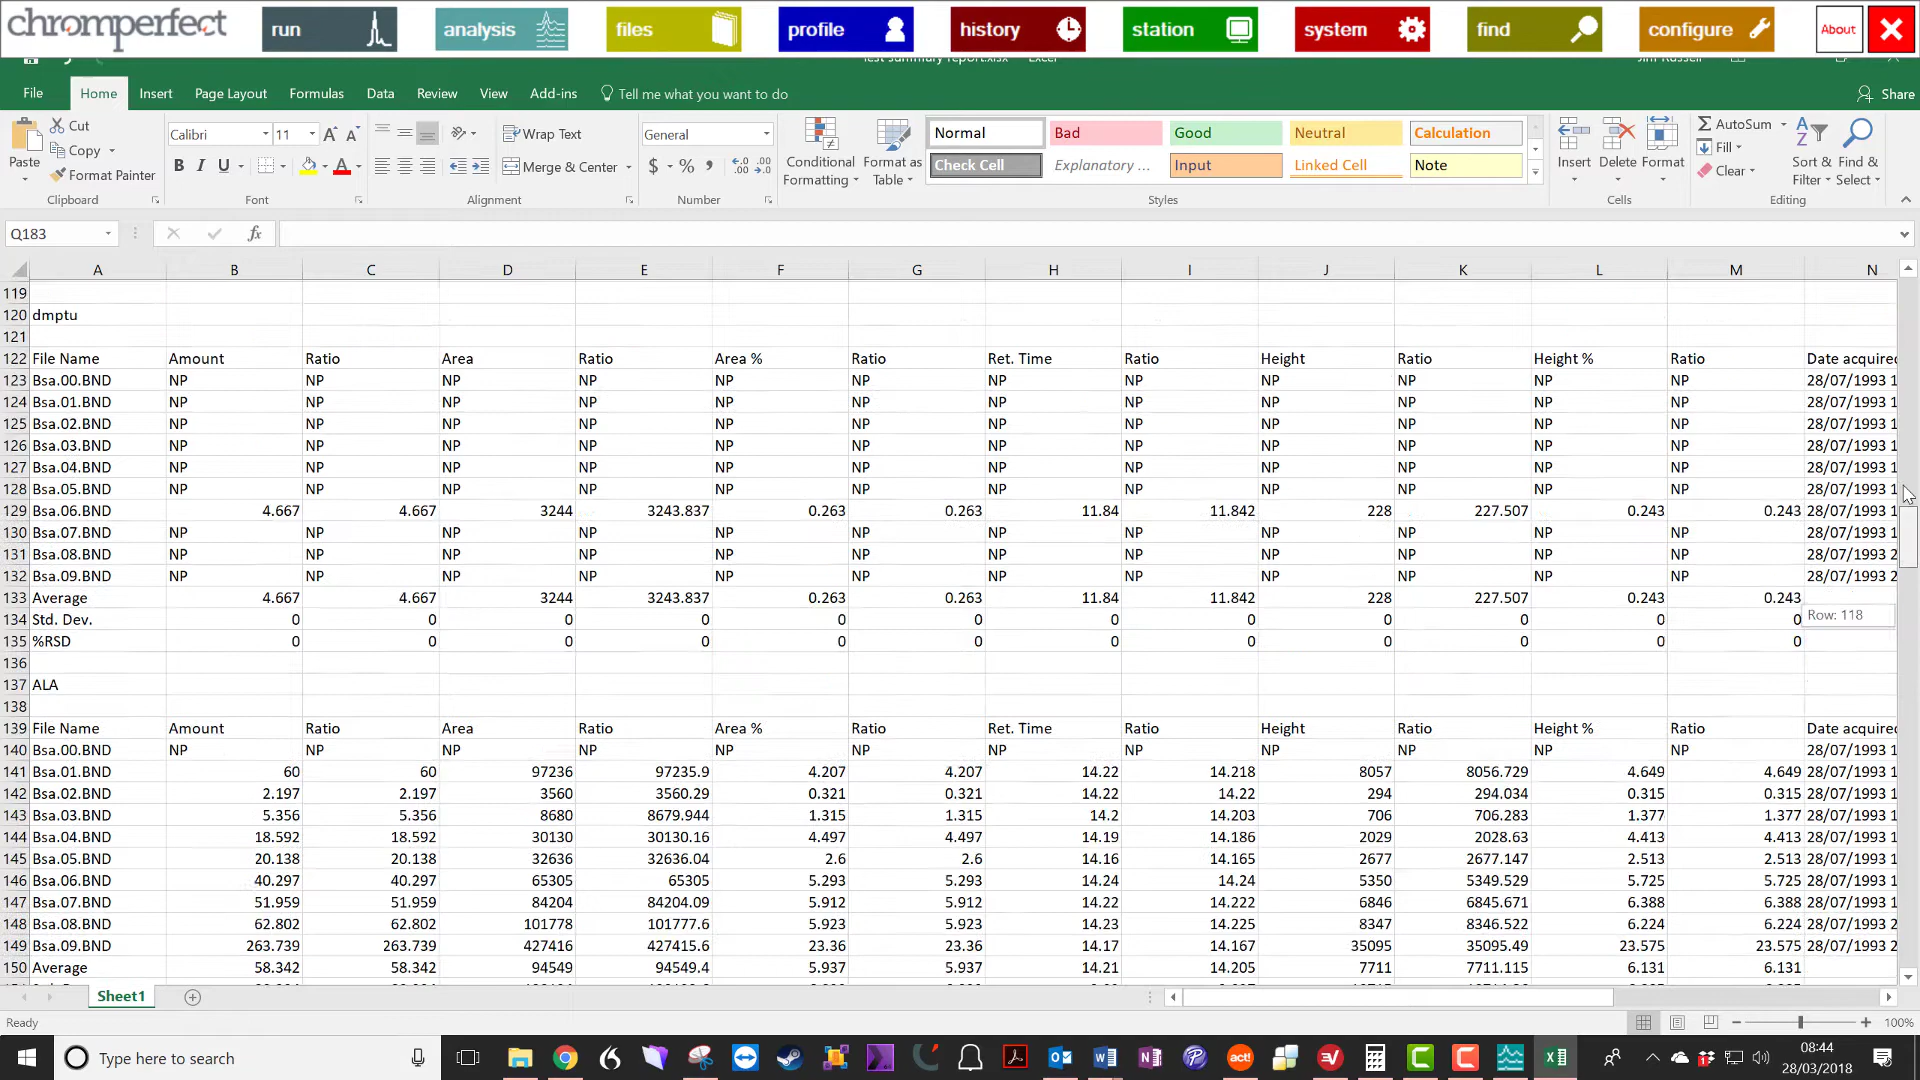 chromperfect run analysis files profile history station system find configure About
Test summary report.xlsx - Excel Jim Russell
File Home Insert Page Layout Formulas Data Review View Add-ins Tell me what you want to do Share
Cut Calibri 11 Wrap Text General Normal Bad Good Neutral Calculation AutoSum
Paste Copy Conditional Formatting Format as Table Insert Delete Format Fill Sort & Filter Find & Select
Format Painter B I U Merge & Center $ % Check Cell Explanatory ... Input Linked Cell Note Clear
Clipboard Font Alignment Number Styles Cells Editing
Q183 fx
A B C D E F G H I J K L M N
119
120 dmptu
121
122 File Name Amount Ratio Area Ratio Area % Ratio Ret. Time Ratio Height Ratio Height % Ratio Date acquired
123 Bsa.00.BND NP NP NP NP NP NP NP NP NP NP NP NP 28/07/1993 1
124 Bsa.01.BND NP NP NP NP NP NP NP NP NP NP NP NP 28/07/1993 1
125 Bsa.02.BND NP NP NP NP NP NP NP NP NP NP NP NP 28/07/1993 1
126 Bsa.03.BND NP NP NP NP NP NP NP NP NP NP NP NP 28/07/1993 1
127 Bsa.04.BND NP NP NP NP NP NP NP NP NP NP NP NP 28/07/1993 1
128 Bsa.05.BND NP NP NP NP NP NP NP NP NP NP NP NP 28/07/1993 1
129 Bsa.06.BND 4.667 4.667 3244 3243.837 0.263 0.263 11.84 11.842 228 227.507 0.243 0.243 28/07/1993 1
130 Bsa.07.BND NP NP NP NP NP NP NP NP NP NP NP NP 28/07/1993 1
131 Bsa.08.BND NP NP NP NP NP NP NP NP NP NP NP NP 28/07/1993 2
132 Bsa.09.BND NP NP NP NP NP NP NP NP NP NP NP NP 28/07/1993 2
133 Average 4.667 4.667 3244 3243.837 0.263 0.263 11.84 11.842 228 227.507 0.243 0.243
134 Std. Dev. 0 0 0 0 0 0 0 0 0 0 0 0 Row: 118
135 %RSD 0 0 0 0 0 0 0 0 0 0 0 0
136
137 ALA
138
139 File Name Amount Ratio Area Ratio Area % Ratio Ret. Time Ratio Height Ratio Height % Ratio Date acquired
140 Bsa.00.BND NP NP NP NP NP NP NP NP NP NP NP NP 28/07/1993 1
141 Bsa.01.BND 60 60 97236 97235.9 4.207 4.207 14.22 14.218 8057 8056.729 4.649 4.649 28/07/1993 1
142 Bsa.02.BND 2.197 2.197 3560 3560.29 0.321 0.321 14.22 14.22 294 294.034 0.315 0.315 28/07/1993 1
143 Bsa.03.BND 5.356 5.356 8680 8679.944 1.315 1.315 14.2 14.203 706 706.283 1.377 1.377 28/07/1993 1
144 Bsa.04.BND 18.592 18.592 30130 30130.16 4.497 4.497 14.19 14.186 2029 2028.63 4.413 4.413 28/07/1993 1
145 Bsa.05.BND 20.138 20.138 32636 32636.04 2.6 2.6 14.16 14.165 2677 2677.147 2.513 2.513 28/07/1993 1
146 Bsa.06.BND 40.297 40.297 65305 65305 5.293 5.293 14.24 14.24 5350 5349.529 5.725 5.725 28/07/1993 1
147 Bsa.07.BND 51.959 51.959 84204 84204.09 5.912 5.912 14.22 14.222 6846 6845.671 6.388 6.388 28/07/1993 1
148 Bsa.08.BND 62.802 62.802 101778 101777.6 5.923 5.923 14.23 14.225 8347 8346.522 6.224 6.224 28/07/1993 2
149 Bsa.09.BND 263.739 263.739 427416 427415.6 23.36 23.36 14.17 14.167 35095 35095.49 23.575 23.575 28/07/1993 2
150 Average 58.342 58.342 94549 94549.4 5.937 5.937 14.21 14.205 7711 7711.115 6.131 6.131
Sheet1
Ready 100%
Type here to search act! 08:44
28/03/2018